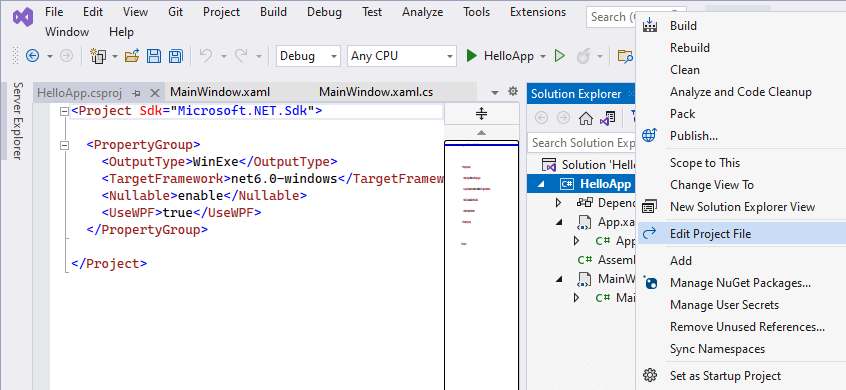 File Edit View Git Project Build Debug Test Analyze Tools Extensions Search (
Window Help
Debug Any CPU HelloApp
Server Explorer
HelloApp.csproj MainWindow.xaml MainWindow.xaml.cs
<Project Sdk="Microsoft.NET.Sdk">
<PropertyGroup>
<OutputType>WinExe</OutputType>
<TargetFramework>net6.0-windows</TargetFramew
<Nullable>enable</Nullable>
<UseWPF>true</UseWPF>
</PropertyGroup>
</Project>
Solution Explorer
Search Solution Exp
Solution 'Hello
C# HelloApp
Depend
App.xa
C# App
C# Assemb
MainW
C# Mai
Build
Rebuild
Clean
Analyze and Code Cleanup
Pack
Publish...
Scope to This
Change View To
New Solution Explorer View
Edit Project File
Add
Manage NuGet Packages...
Manage User Secrets
Remove Unused References...
Sync Namespaces
Set as Startup Project